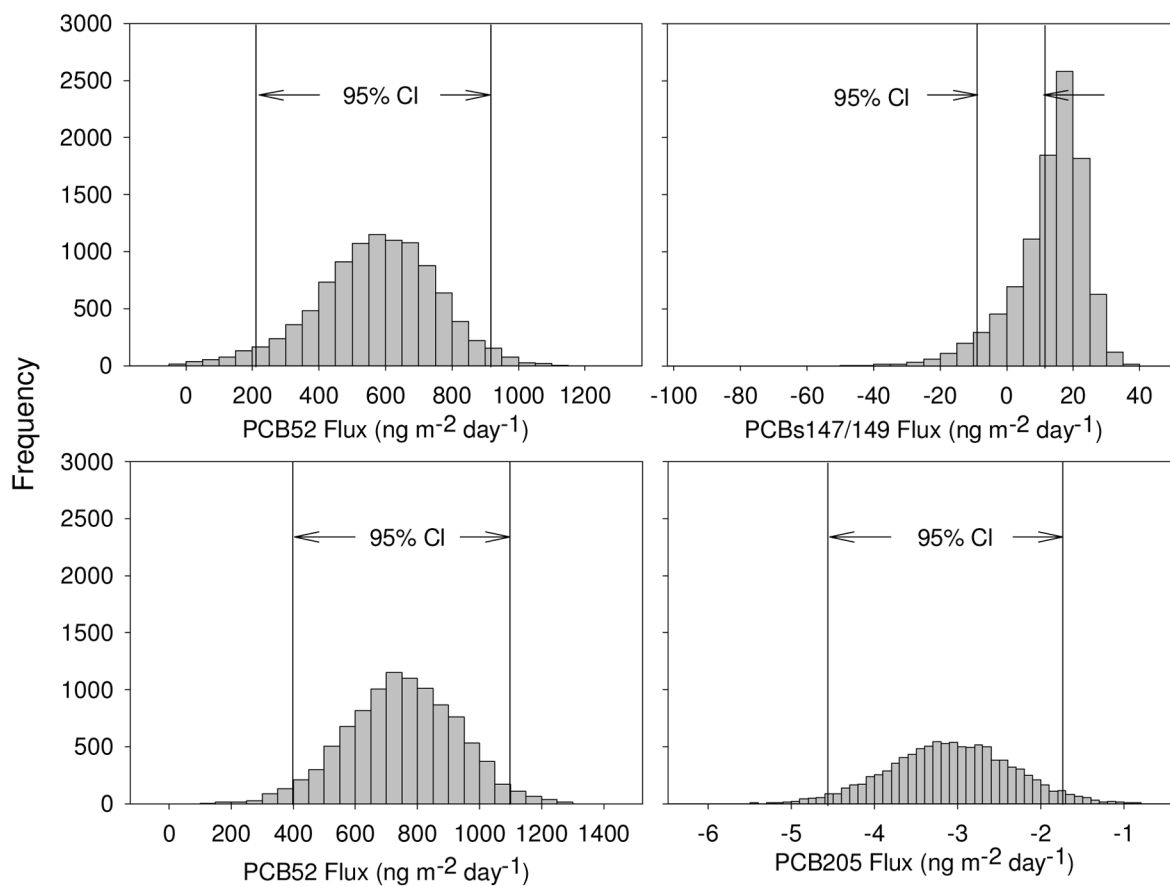 3000
2500
2000
1500
1000
500
0
95% CI
0 200 400 600 800 1000 1200
PCB52 Flux (ng m-2 day-1)
95% CI
-100 -80 -60 -40 -20 0 20 40
PCBs147/149 Flux (ng m-2 day-1)
Frequency
3000
2500
2000
1500
1000
500
0
95% CI
0 200 400 600 800 1000 1200 1400
PCB52 Flux (ng m-2 day-1)
95% CI
-6 -5 -4 -3 -2 -1
PCB205 Flux (ng m-2 day-1)